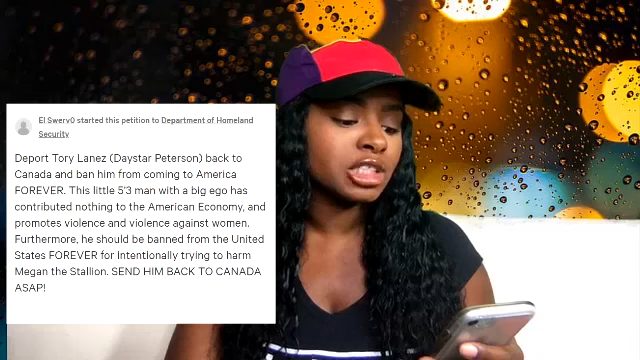 El Swerv0 started this petition to Department of Homeland
Security
Deport Tory Lanez (Daystar Peterson) back to
Canada and ban him from coming to America
FOREVER. This little 5'3 man with a big ego has
contributed nothing to the American Economy, and
promotes violence and violence against women.
Furthermore, he should be banned from the United
States FOREVER for Intentionally trying to harm
Megan the Stallion. SEND HIM BACK TO CANADA
ASAP!